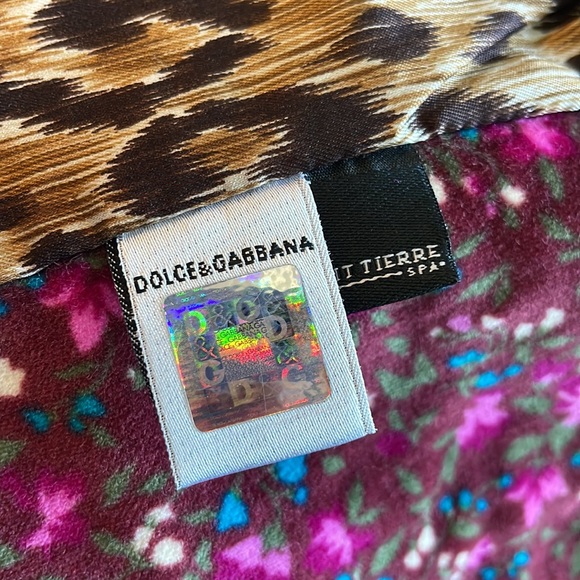 DOLCE&GABBANA
T TIERRE
SPA.
D&G
D
&
G